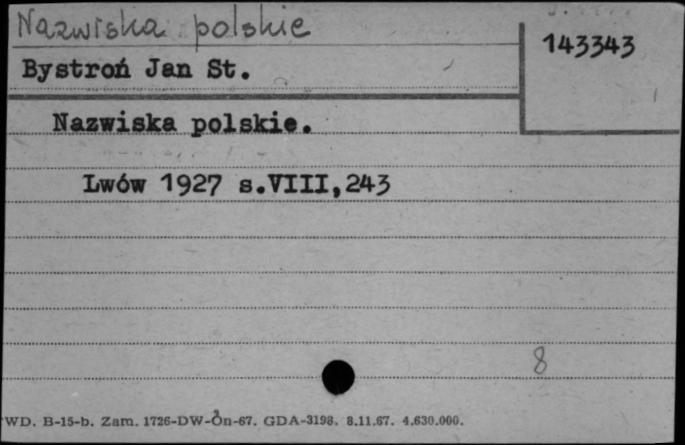 Nazwiska polskie
143343
Bystroń Jan St.
Nazwiska polskie.
Lwów 1927 s.VIII,243
8
WD. B-15-b. Zam. 1726-DW-Ón-67. GDA-3198. 8.11.67. 4.630.000.